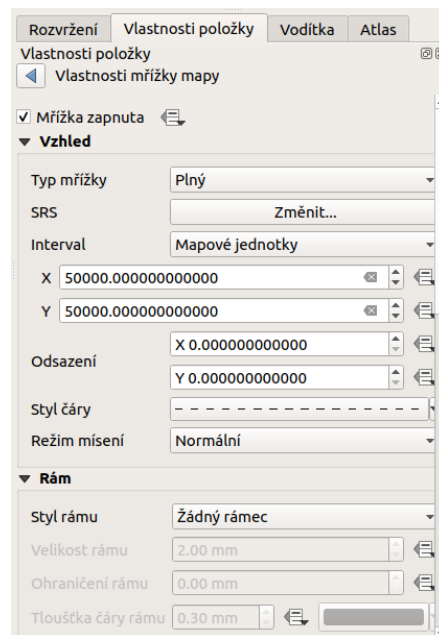 Rozvržení Vlastnosti položky Vodítka Atlas
Vlastnosti položky
Vlastnosti mřížky mapy
Mřížka zapnuta
Vzhled
Typ mřížky Plný
SRS Změnit...
Interval Mapové jednotky
X 50000.000000000000
Y 50000.000000000000
Odsazení X 0.000000000000
Y 0.000000000000
Styl čáry
Režim mísení Normální
Rám
Styl rámu Žádný rámec
Velikost rámu 2.00 mm
Ohraničení rámu 0.00 mm
Tloušťka čáry rámu 0.30 mm